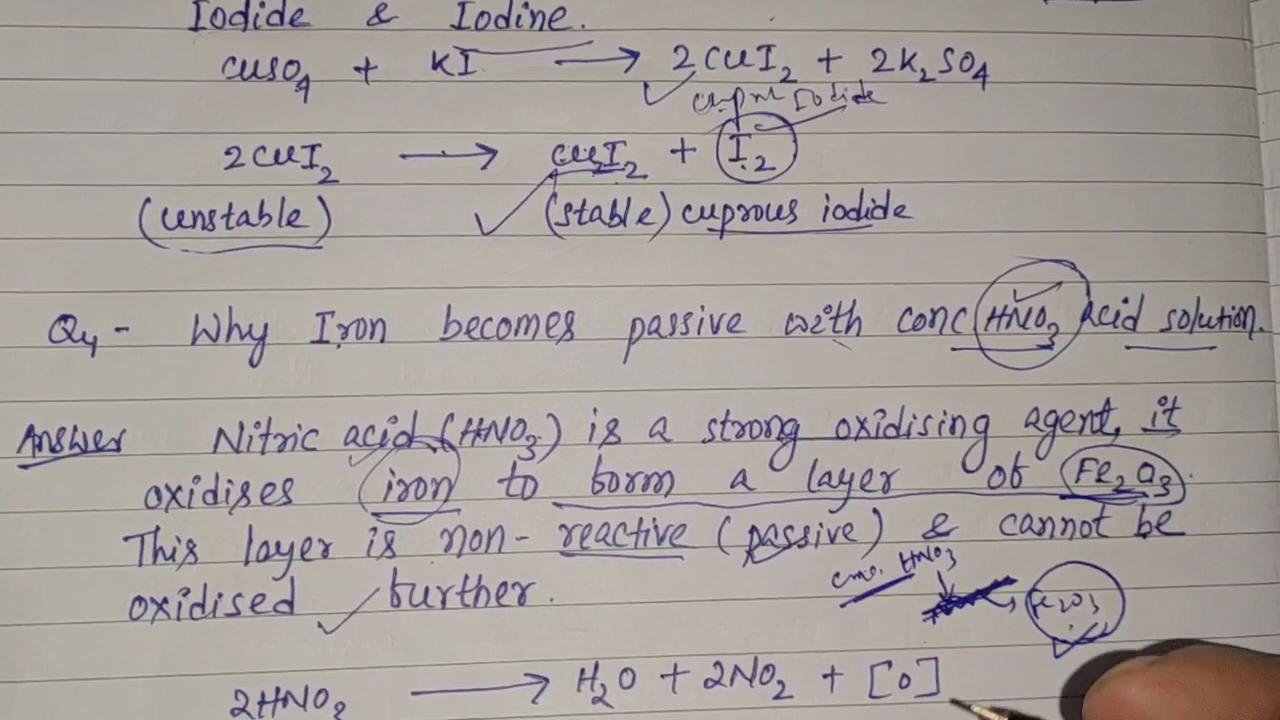 Iodide & Iodine.
CuSO₄ + KI → 2CuI₂ + 2K₂SO₄
Iodide
2CuI₂ → Cu₂I₂ + I₂
(unstable) (stable) cuprous iodide
Q4 - Why Iron becomes passive with conc HNO₃ acid solution.
Answer Nitric acid (HNO₃) is a strong oxidising agent, it
oxidises iron to form a layer of Fe₂O₃.
This layer is non-reactive (passive) & cannot be
HNO₃
oxidised further.
Fe₂O₃
2HNO₃ → H₂O + 2NO₂ + [O]